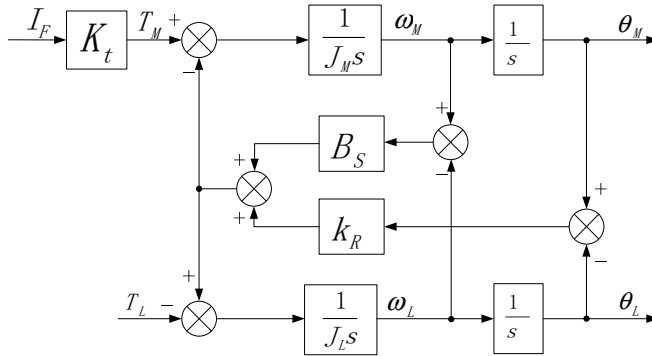 I_F K_t T_M + 1/(J_M s) ω_M 1/s θ_M
− +
+ B_S −
+ k_R +
+ −
T_L − 1/(J_L s) ω_L 1/s θ_L